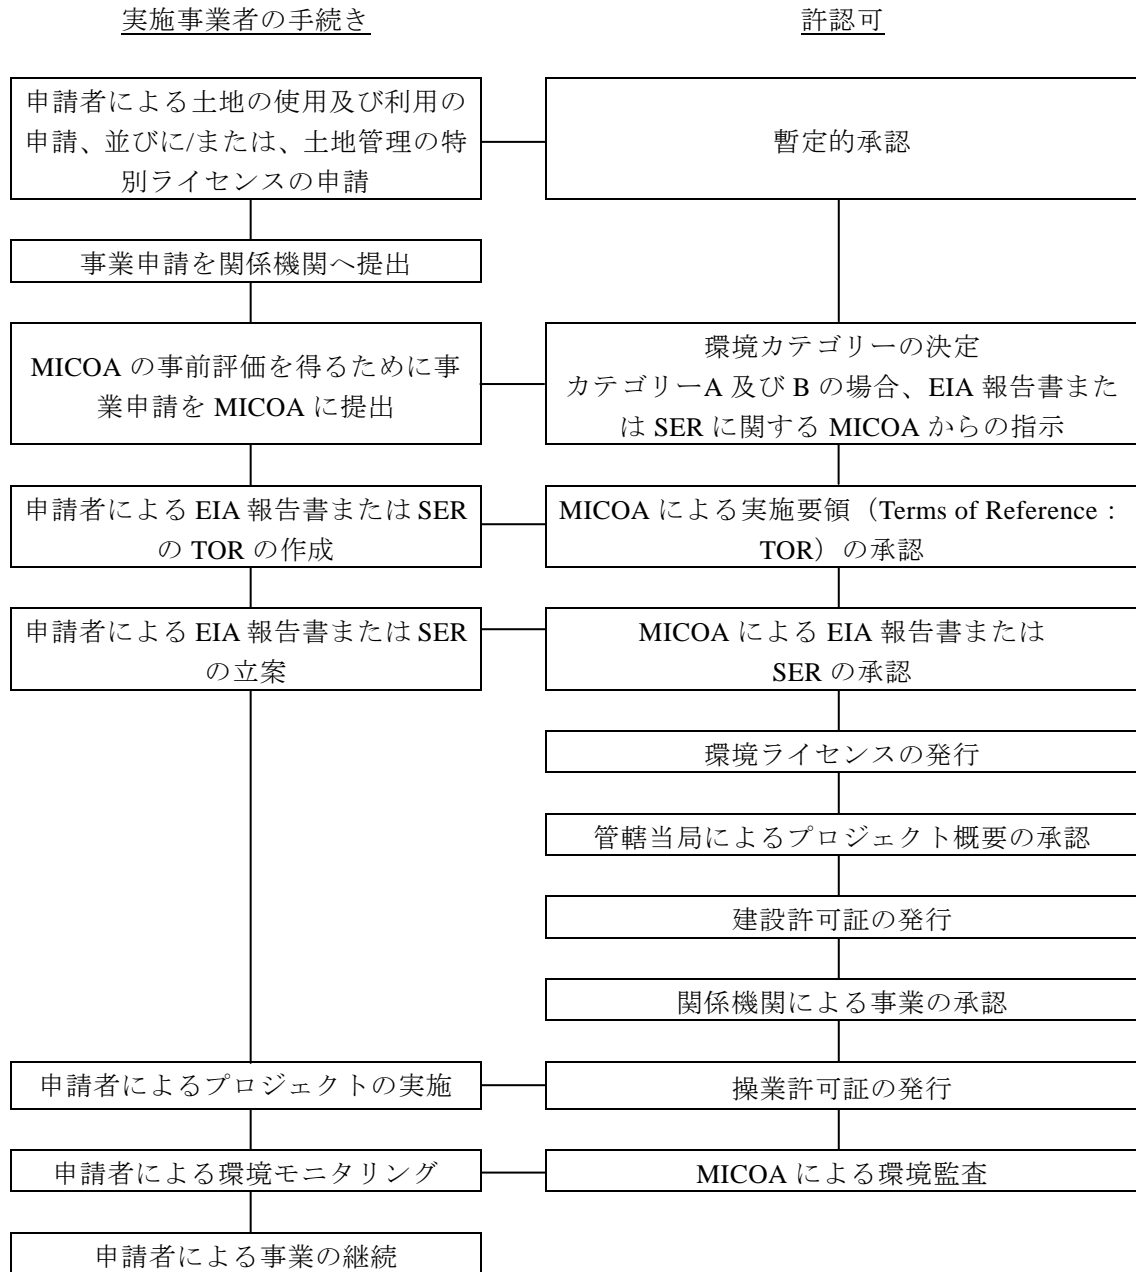 実施事業者の手続き
許認可
申請者による土地の使用及び利用の
申請、並びに/または、土地管理の特
別ライセンスの申請
暫定的承認
事業申請を関係機関へ提出
MICOA の事前評価を得るために事
業申請を MICOA に提出
環境カテゴリーの決定
カテゴリーA 及び B の場合、EIA 報告書また
は SER に関する MICOA からの指示
申請者による EIA 報告書または SER
の TOR の作成
MICOA による実施要領（Terms of Reference：
TOR）の承認
申請者による EIA 報告書または SER
の立案
MICOA による EIA 報告書または
SER の承認
環境ライセンスの発行
管轄当局によるプロジェクト概要の承認
建設許可証の発行
関係機関による事業の承認
申請者によるプロジェクトの実施
操業許可証の発行
申請者による環境モニタリング
MICOA による環境監査
申請者による事業の継続